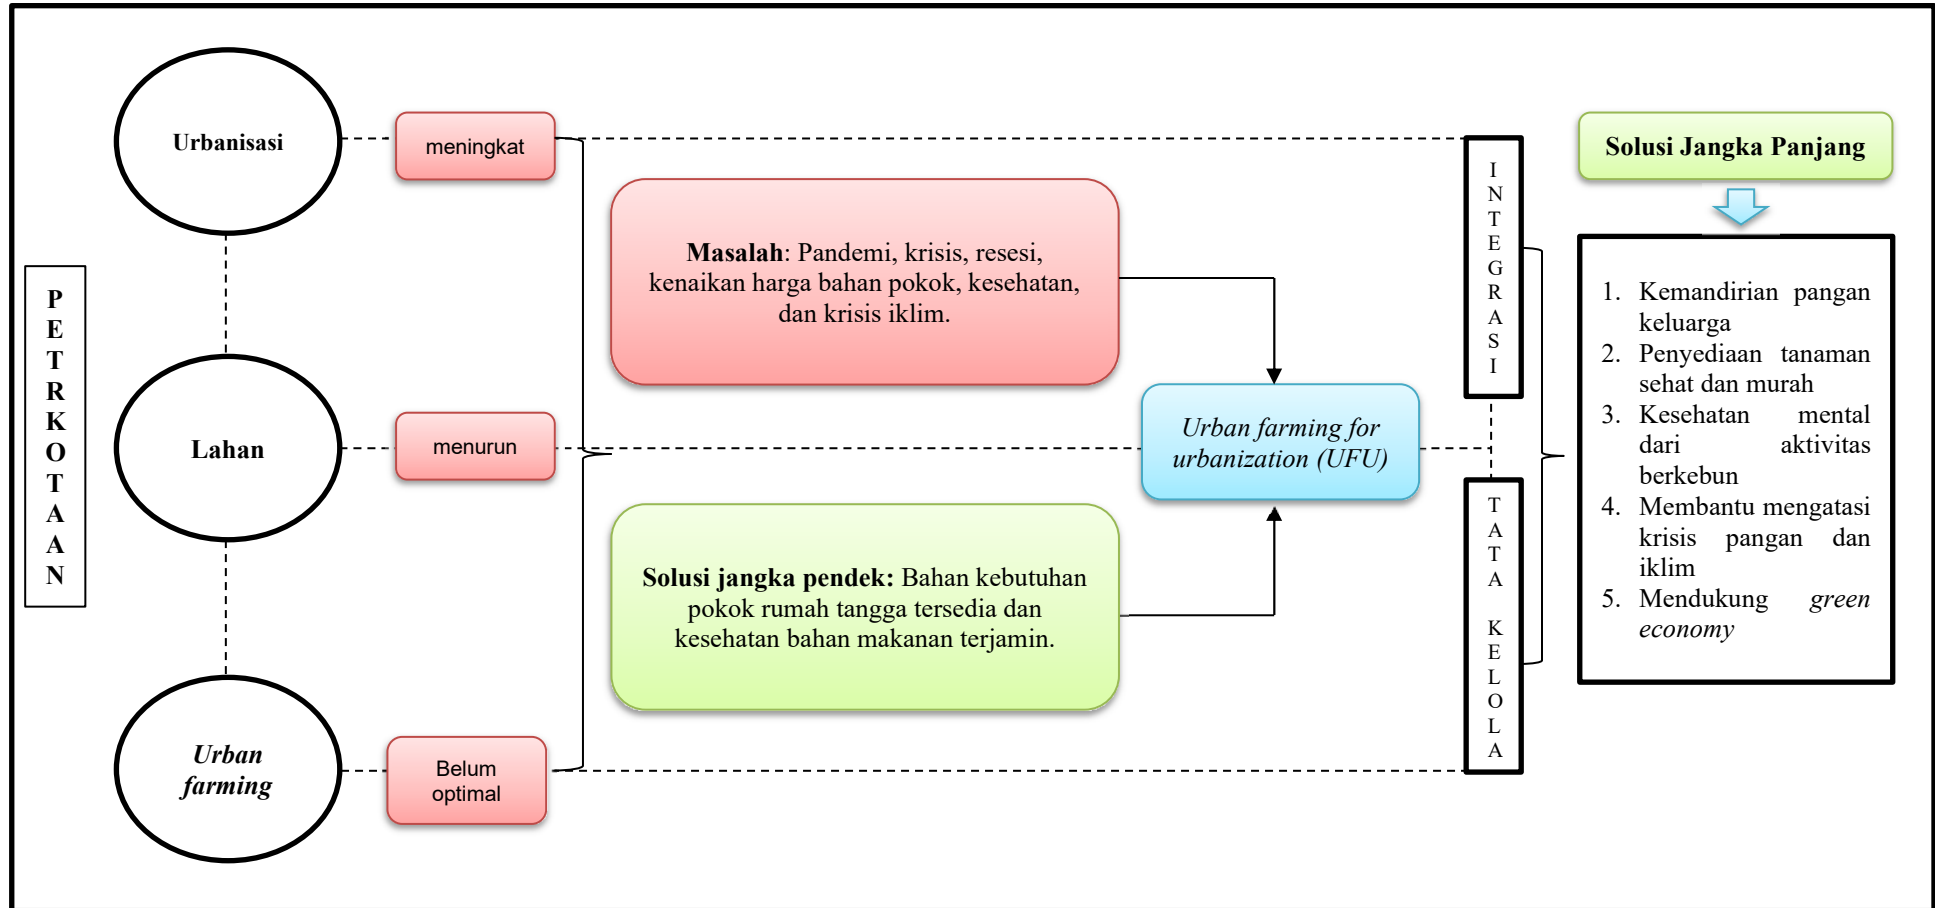 PETRKOTAAN
Urbanisasi
meningkat
Lahan
menurun
Urban
farming
Belum
optimal
Masalah: Pandemi, krisis, resesi,
kenaikan harga bahan pokok, kesehatan,
dan krisis iklim.
Solusi jangka pendek: Bahan kebutuhan
pokok rumah tangga tersedia dan
kesehatan bahan makanan terjamin.
Urban farming for
urbanization (UFU)
INTEGRASI
TATA KELOLA
Solusi Jangka Panjang
1. Kemandirian pangan
keluarga
2. Penyediaan tanaman
sehat dan murah
3. Kesehatan mental
dari aktivitas
berkebun
4. Membantu mengatasi
krisis pangan dan
iklim
5. Mendukung green
economy